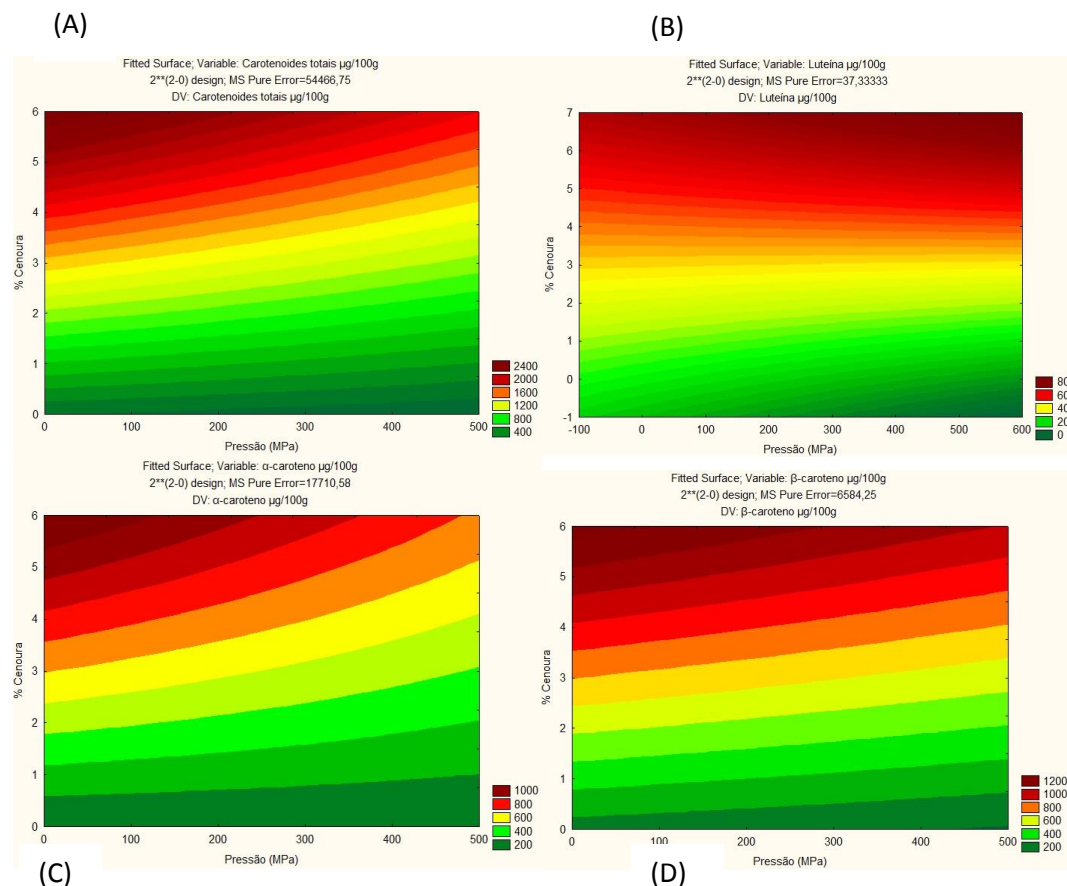 (A)
Fitted Surface; Variable: Carotenoides totais µg/100g
2**(2-0) design; MS Pure Error=54466,75
DV: Carotenoides totais µg/100g
6
5
4
3
2
1
0
% Cenoura
0 100 200 300 400 500
Pressão (MPa)
2400
2000
1600
1200
800
400
(B)
Fitted Surface; Variable: Luteína µg/100g
2**(2-0) design; MS Pure Error=37,33333
DV: Luteína µg/100g
7
6
5
4
3
2
1
0
-1
% Cenoura
-100 0 100 200 300 400 500 600
Pressão (MPa)
80
60
40
20
0
Fitted Surface; Variable: α-caroteno µg/100g
2**(2-0) design; MS Pure Error=17710,58
DV: α-caroteno µg/100g
6
5
4
3
2
1
0
% Cenoura
0 100 200 300 400 500
Pressão (MPa)
1000
800
600
400
200
(C)
Fitted Surface; Variable: β-caroteno µg/100g
2**(2-0) design; MS Pure Error=6584,25
DV: β-caroteno µg/100g
6
5
4
3
2
1
0
% Cenoura
0 100 200 300 400 500
Pressão (MPa)
1200
1000
800
600
400
200
(D)